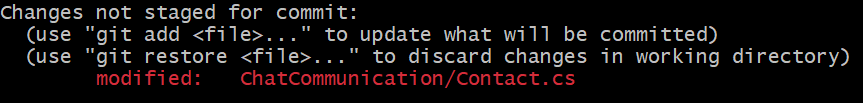 Changes not staged for commit:
  (use "git add <file>..." to update what will be committed)
  (use "git restore <file>..." to discard changes in working directory)
        modified:   ChatCommunication/Contact.cs